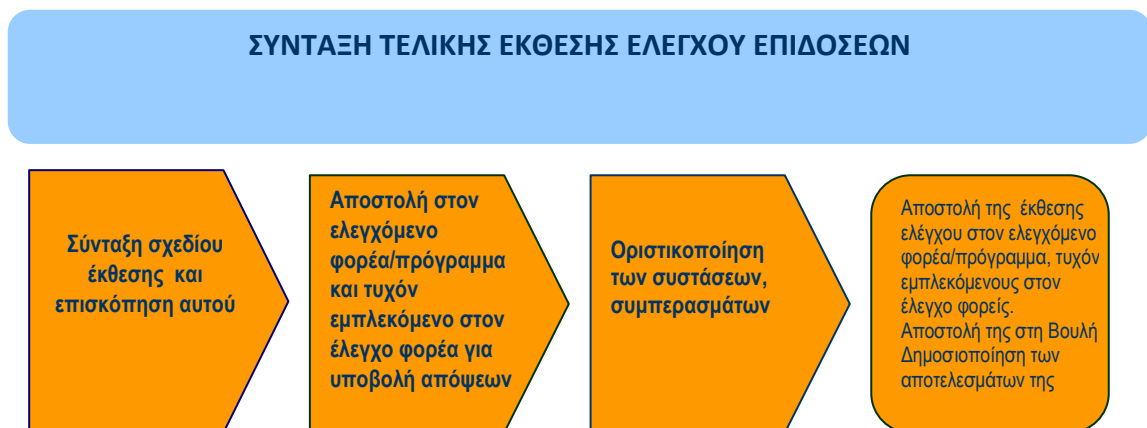 ΣΥΝΤΑΞΗ ΤΕΛΙΚΗΣ ΕΚΘΕΣΗΣ ΕΛΕΓΧΟΥ ΕΠΙΔΟΣΕΩΝ
Σύνταξη σχεδίου
έκθεσης και
επισκόπηση αυτού
Αποστολή στον
ελεγχόμενο
φορέα/πρόγραμμα
και τυχόν
εμπλεκόμενο στον
έλεγχο φορέα για
υποβολή απόψεων
Οριστικοποίηση
των συστάσεων,
συμπερασμάτων
Αποστολή της έκθεσης
ελέγχου στον ελεγχόμενο
φορέα/πρόγραμμα, τυχόν
εμπλεκόμενους στον
έλεγχο φορείς.
Αποστολή της στη Βουλή
Δημοσιοποίηση των
αποτελεσμάτων της